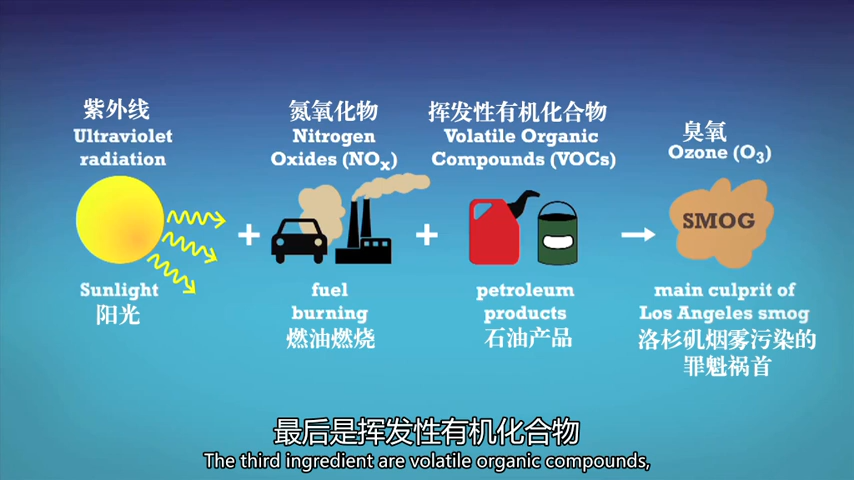 紫外线
Ultraviolet
radiation
Sunlight
阳光
氮氧化物
Nitrogen
Oxides (NOx)
fuel
burning
燃油燃烧
挥发性有机化合物
Volatile Organic
Compounds (VOCs)
petroleum
products
石油产品
臭氧
Ozone (O3)
SMOG
main culprit of
Los Angeles smog
洛杉矶烟雾污染的
罪魁祸首
最后是挥发性有机化合物
The third ingredient are volatile organic compounds,